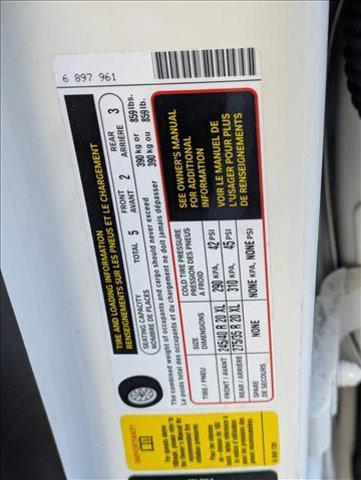 6 897 961
TIRE AND LOADING INFORMATION
RENSEIGNEMENTS SUR LES PNEUS ET LE CHARGEMENT
SEATING CAPACITY
NOMBRE DE PLACES
TOTAL 5
FRONT
AVANT
2
REAR
ARRIÈRE
3
The combined weight of occupants and cargo should never exceed 390 kg or 859 lbs.
Le poids total des occupants et du chargement ne doit jamais dépasser 390 kg ou 859 lb.
TIRE / PNEU
SIZE
DIMENSIONS
COLD TIRE PRESSURE
PRESSION DES PNEUS
A FROID
FRONT / AVANT 245/40 R 20 XL 290 KPA, 42 PSI
REAR / ARRIÈRE 275/35 R 20 XL 310 KPA, 45 PSI
SPARE
DE SECOURS
NONE
NONE KPA, NONE PSI
SEE OWNER'S MANUAL
FOR ADDITIONAL
INFORMATION
VOIR LE MANUEL DE
L'USAGER POUR PLUS
DE RENSEIGNEMENTS
IMPORTANT!